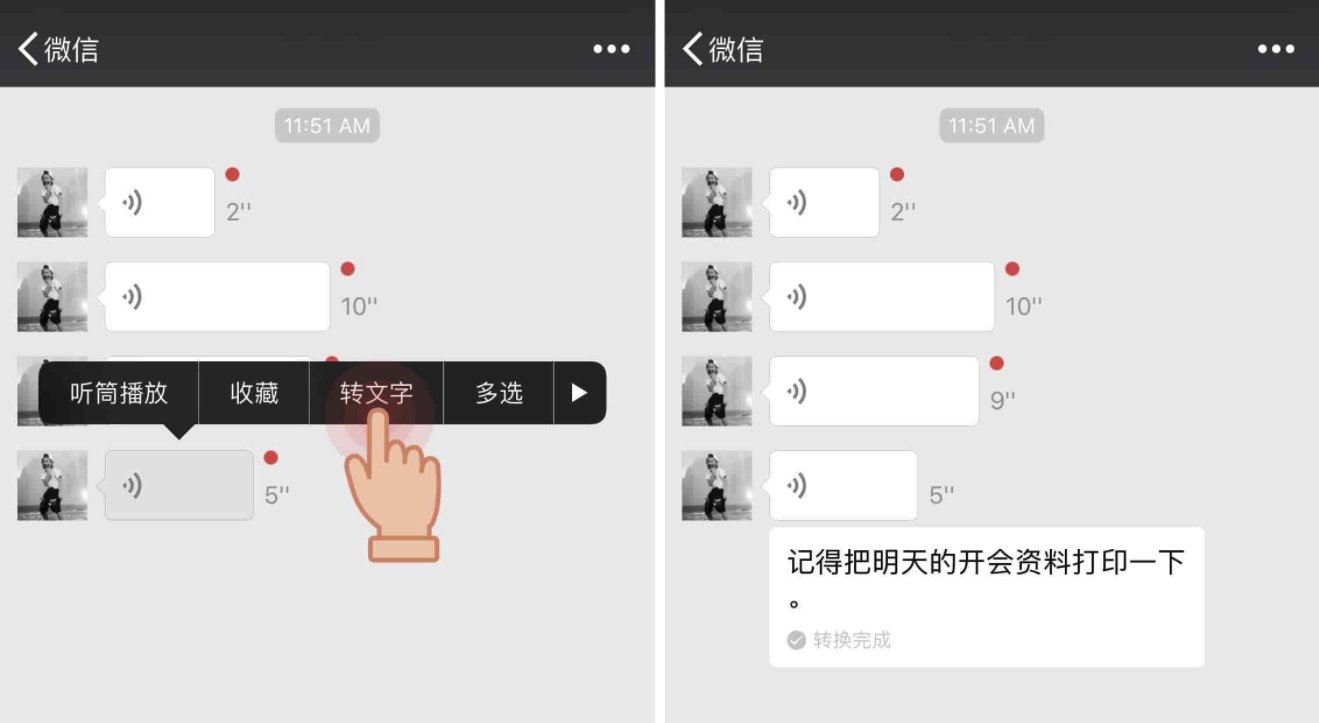 微信
11:51 AM
2''
10''
听筒播放 收藏 转文字 多选
5''
微信
11:51 AM
2''
10''
9''
5''
记得把明天的开会资料打印一下
。
转换完成